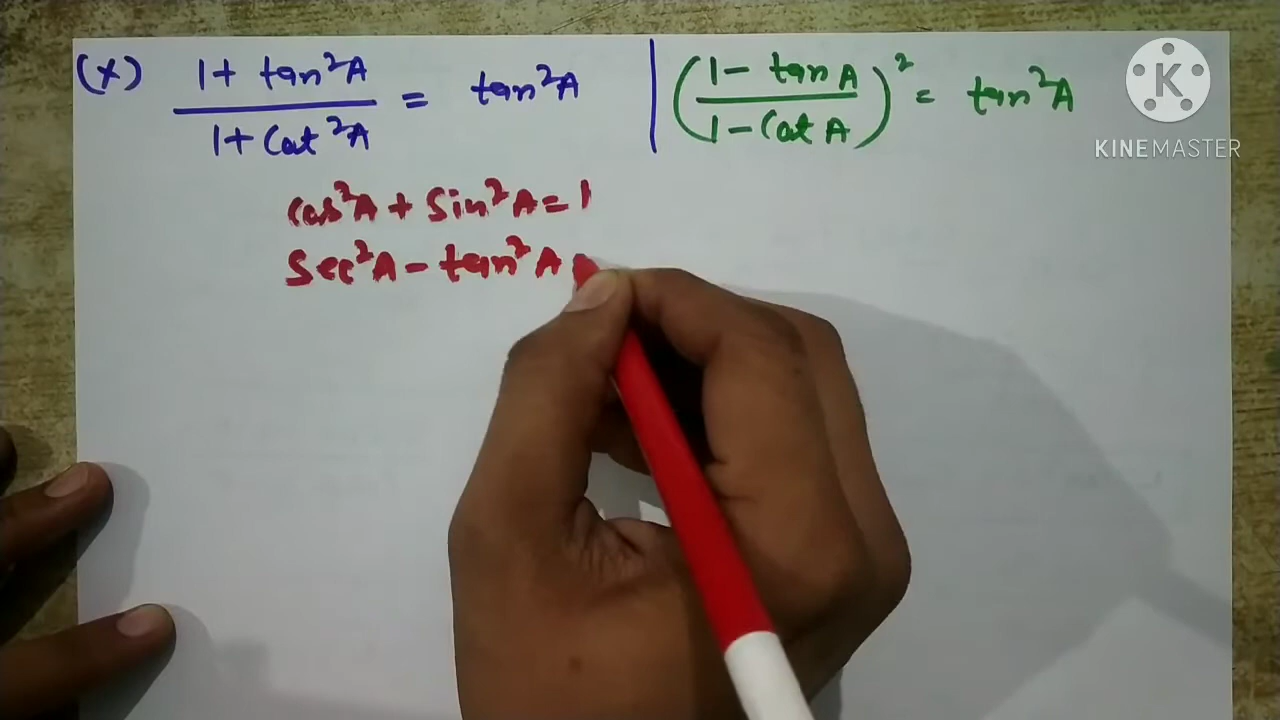 (x) 1 + tan²A / 1 + Cot²A = tan²A | (1 - tan A / 1 - Cot A)² = tan²A
K
KINEMASTER
Cos²A + Sin²A = 1
Sec²A - tan²A =